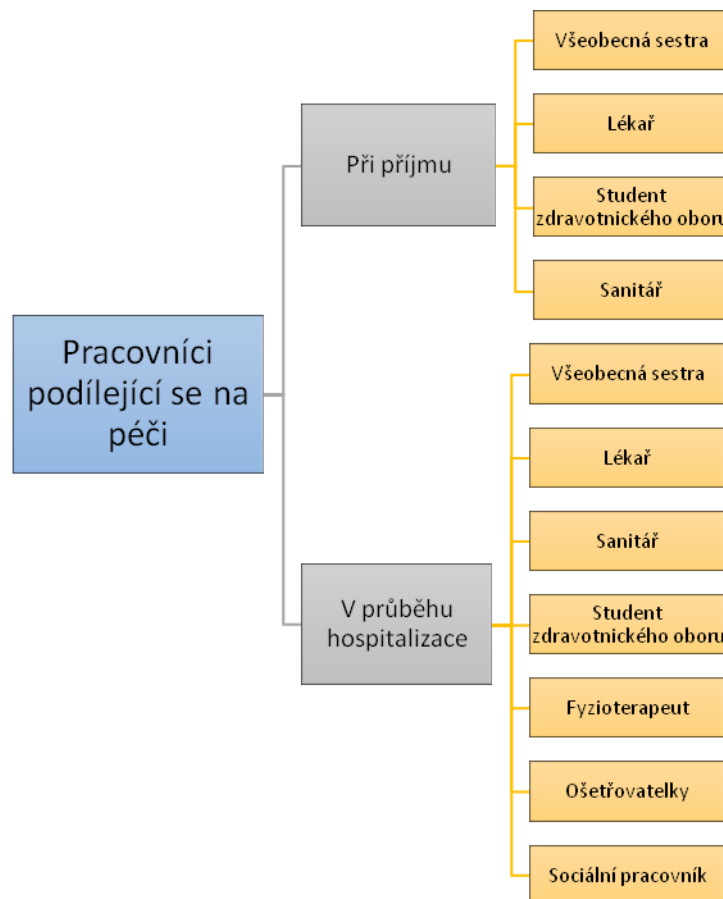 Pracovníci
podílející se na
péči
Při příjmu
Všeobecná sestra
Lékař
Student
zdravotnického oboru
Sanitář
V průběhu
hospitalizace
Všeobecná sestra
Lékař
Sanitář
Student
zdravotnického oboru
Fyzioterapeut
Ošetřovatelky
Sociální pracovník